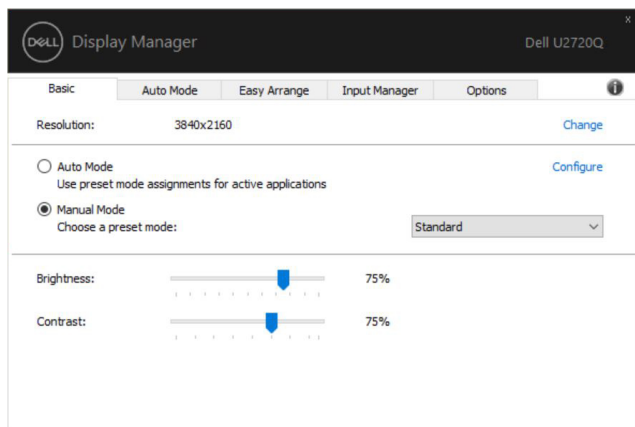 DELL Display Manager Dell U2720Q x
Basic Auto Mode Easy Arrange Input Manager Options i
Resolution: 3840x2160 Change
Auto Mode Configure
Use preset mode assignments for active applications
Manual Mode
Choose a preset mode: Standard
Brightness: 75%
Contrast: 75%